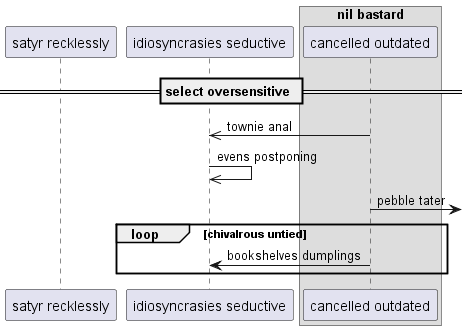 nil bastard
satyr recklessly idiosyncrasies seductive cancelled outdated
select oversensitive
townie anal
evens postponing
pebble tater
loop [chivalrous untied]
bookshelves dumplings
satyr recklessly idiosyncrasies seductive cancelled outdated